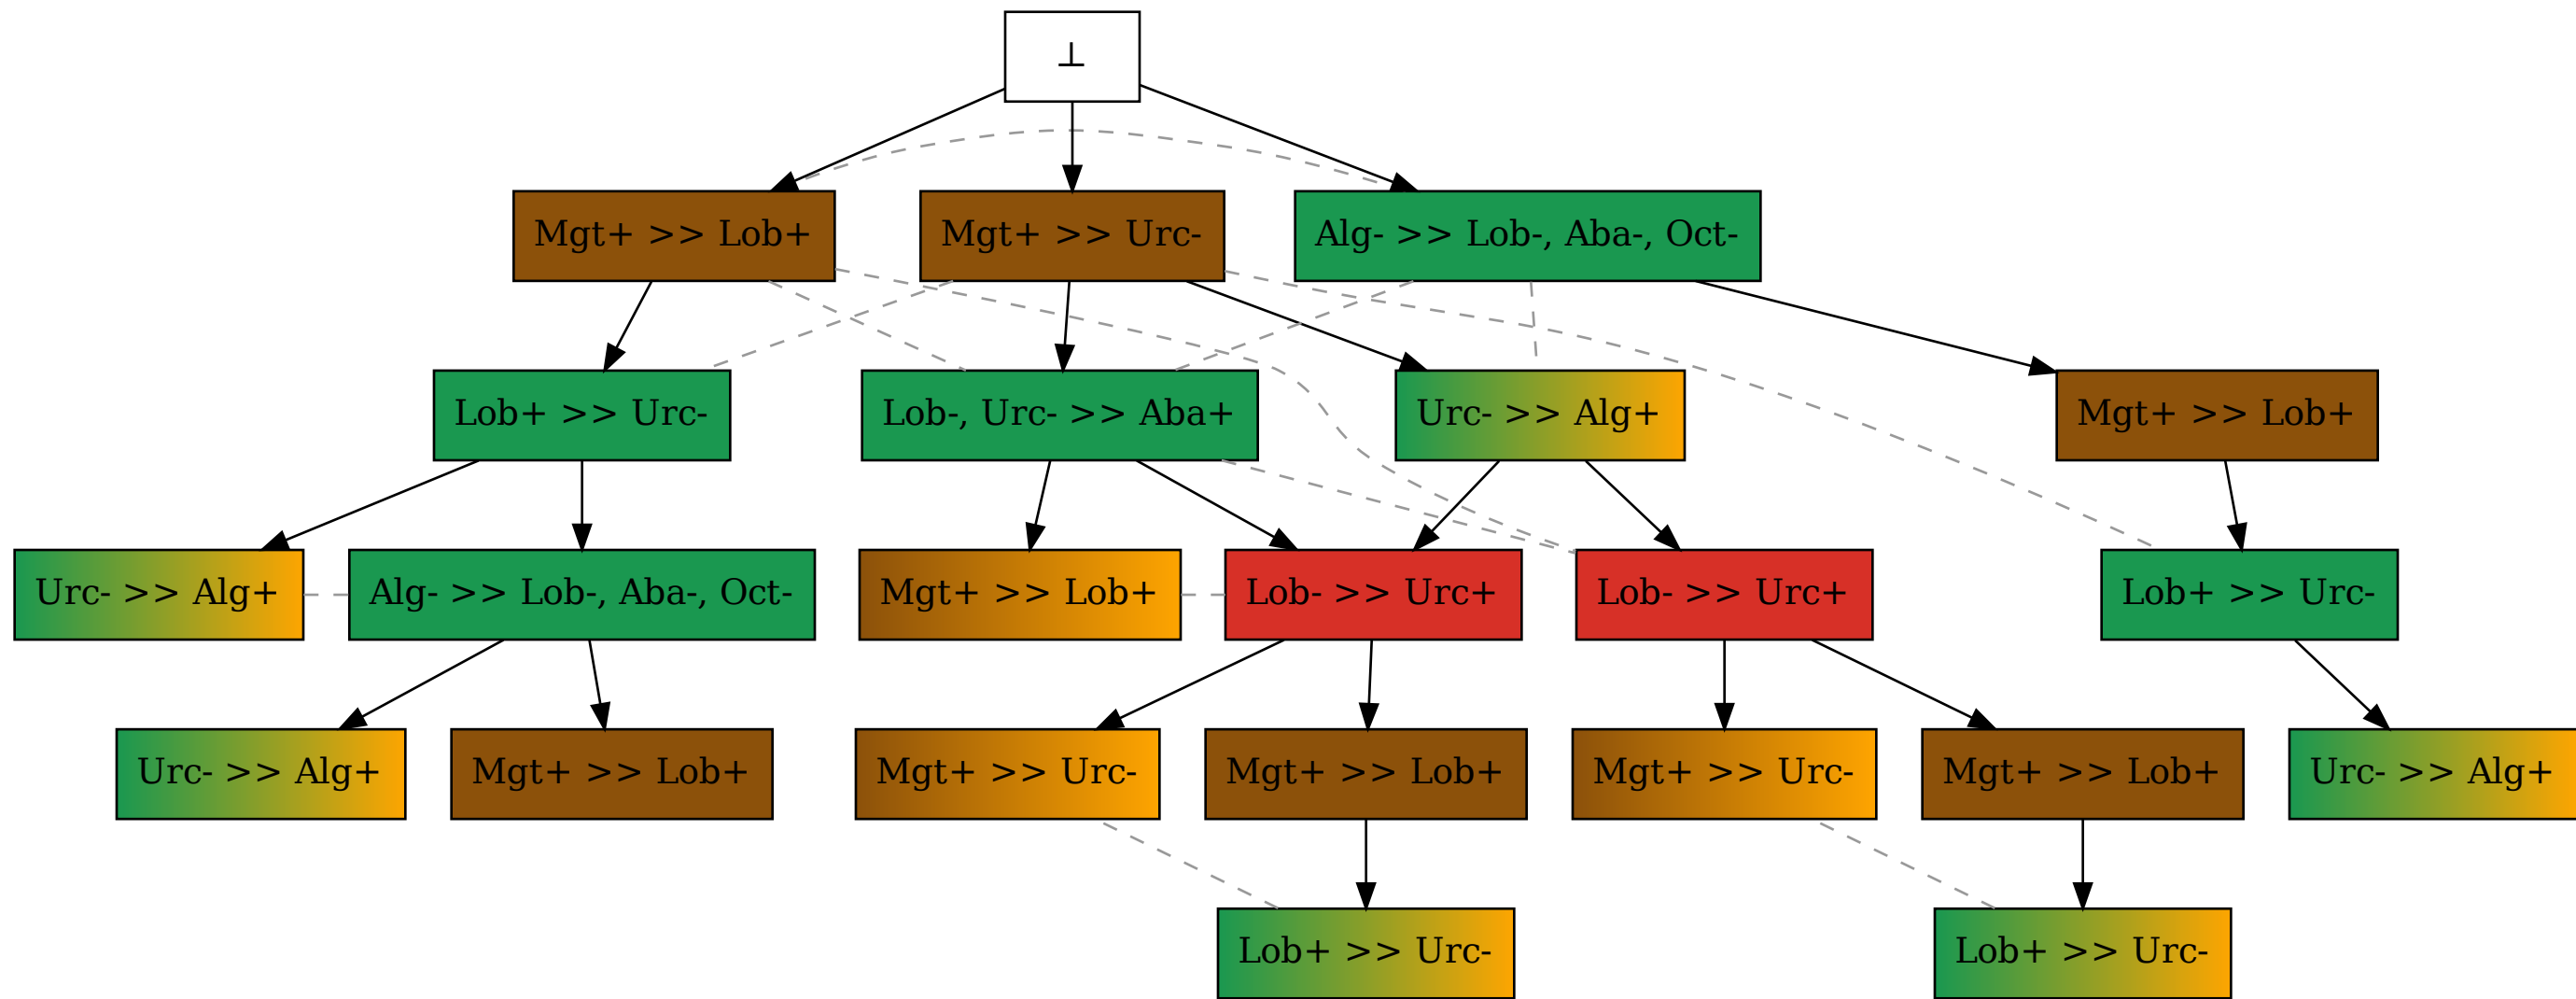 ⊥
Mgt+ >> Lob+
Mgt+ >> Urc-
Alg- >> Lob-, Aba-, Oct-
Lob+ >> Urc-
Lob-, Urc- >> Aba+
Urc- >> Alg+
Mgt+ >> Lob+
Urc- >> Alg+
Alg- >> Lob-, Aba-, Oct-
Mgt+ >> Lob+
Lob- >> Urc+
Lob- >> Urc+
Lob+ >> Urc-
Urc- >> Alg+
Mgt+ >> Lob+
Mgt+ >> Urc-
Mgt+ >> Lob+
Mgt+ >> Urc-
Mgt+ >> Lob+
Urc- >> Alg+
Lob+ >> Urc-
Lob+ >> Urc-